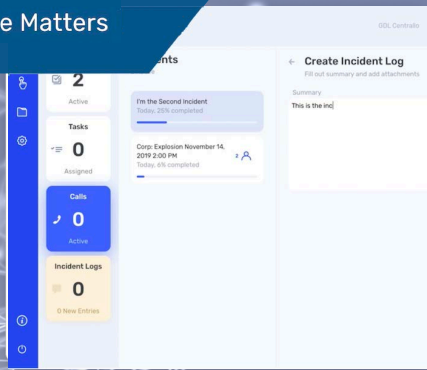 e Matters
GDL Centralis
ents
2
Active
Tasks
0
Assigned
Calls
0
Active
Incident Logs
0
0 New Entries
I'm the Second Incident
Today, 25% completed
Corp: Explosion November 14,
2019 2:00 PM
2
Today, 6% completed
← Create Incident Log
Fill out summary and add attachments
Summary
This is the inc